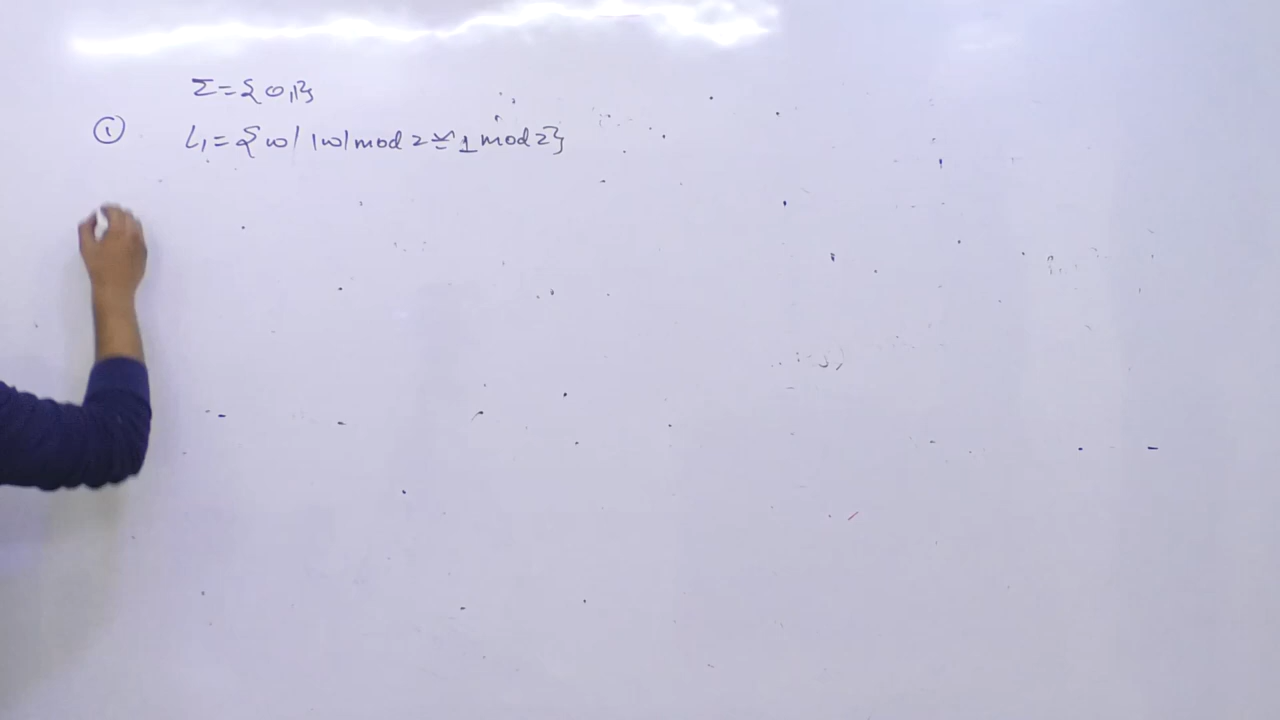 Σ = {0,1}
① L₁ = {w/ |w| mod 2 ≅ 1 mod 2}